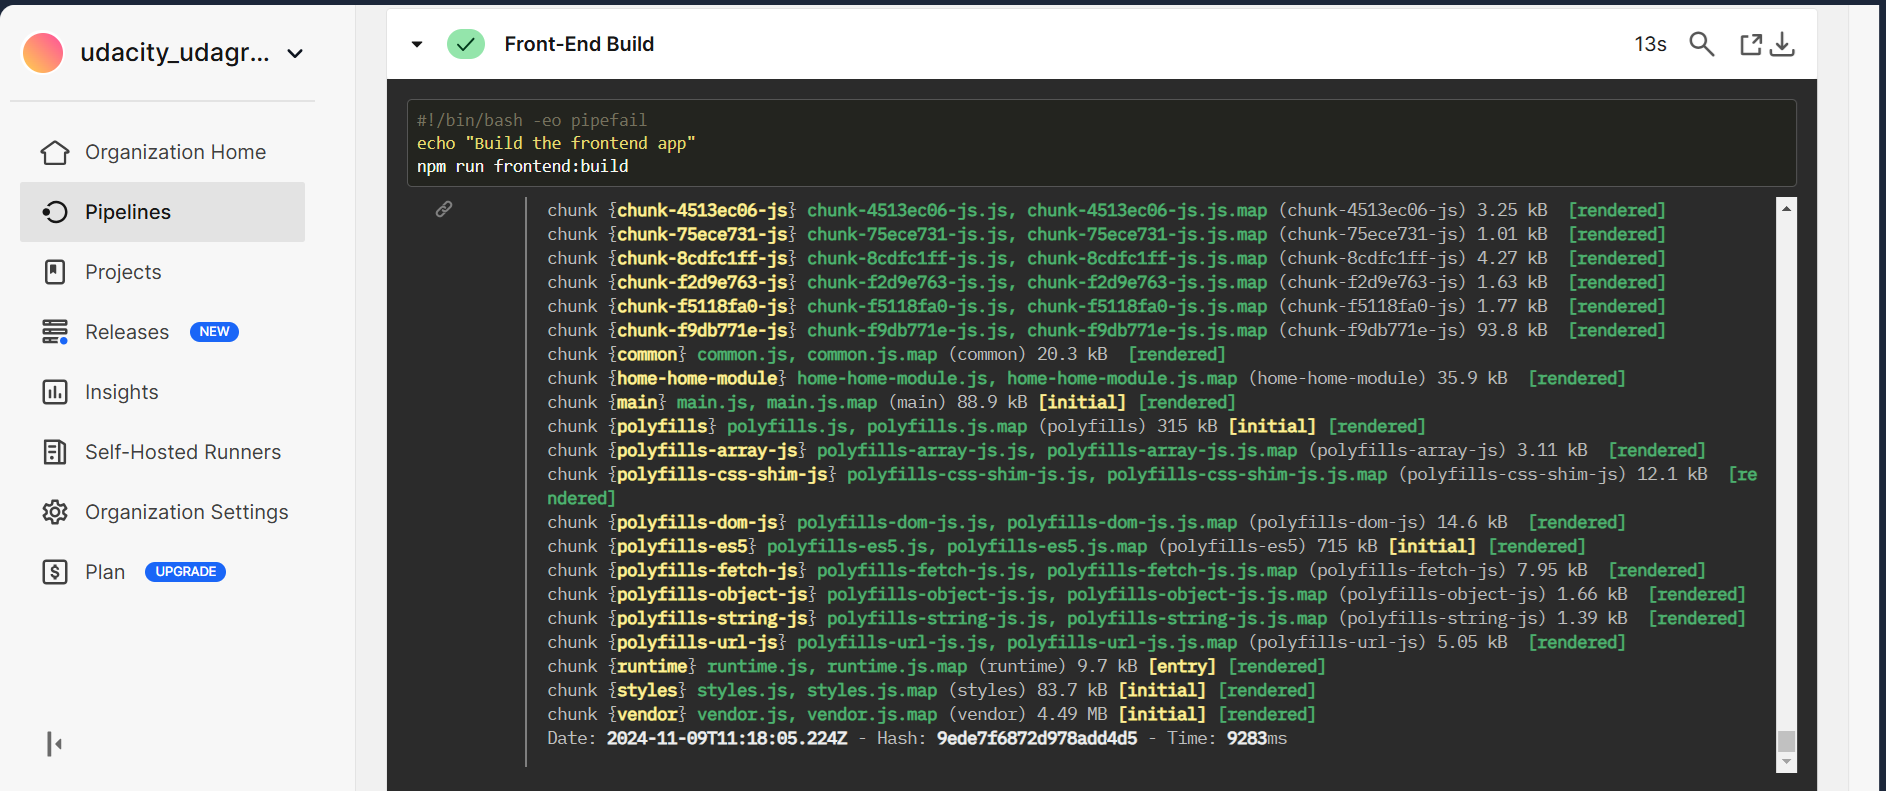 udacity_udagr...
Organization Home
Pipelines
Projects
Releases NEW
Insights
Self-Hosted Runners
Organization Settings
Plan UPGRADE
Front-End Build 13s
#!/bin/bash -eo pipefail
echo "Build the frontend app"
npm run frontend:build
chunk {chunk-4513ec06-js} chunk-4513ec06-js.js, chunk-4513ec06-js.js.map (chunk-4513ec06-js) 3.25 kB  [rendered]
chunk {chunk-75ece731-js} chunk-75ece731-js.js, chunk-75ece731-js.js.map (chunk-75ece731-js) 1.01 kB  [rendered]
chunk {chunk-8cdfc1ff-js} chunk-8cdfc1ff-js.js, chunk-8cdfc1ff-js.js.map (chunk-8cdfc1ff-js) 4.27 kB  [rendered]
chunk {chunk-f2d9e763-js} chunk-f2d9e763-js.js, chunk-f2d9e763-js.js.map (chunk-f2d9e763-js) 1.63 kB  [rendered]
chunk {chunk-f5118fa0-js} chunk-f5118fa0-js.js, chunk-f5118fa0-js.js.map (chunk-f5118fa0-js) 1.77 kB  [rendered]
chunk {chunk-f9db771e-js} chunk-f9db771e-js.js, chunk-f9db771e-js.js.map (chunk-f9db771e-js) 93.8 kB  [rendered]
chunk {common} common.js, common.js.map (common) 20.3 kB  [rendered]
chunk {home-home-module} home-home-module.js, home-home-module.js.map (home-home-module) 35.9 kB  [rendered]
chunk {main} main.js, main.js.map (main) 88.9 kB [initial] [rendered]
chunk {polyfills} polyfills.js, polyfills.js.map (polyfills) 315 kB [initial] [rendered]
chunk {polyfills-array-js} polyfills-array-js.js, polyfills-array-js.js.map (polyfills-array-js) 3.11 kB  [rendered]
chunk {polyfills-css-shim-js} polyfills-css-shim-js.js, polyfills-css-shim-js.js.map (polyfills-css-shim-js) 12.1 kB  [re
ndered]
chunk {polyfills-dom-js} polyfills-dom-js.js, polyfills-dom-js.js.map (polyfills-dom-js) 14.6 kB  [rendered]
chunk {polyfills-es5} polyfills-es5.js, polyfills-es5.js.map (polyfills-es5) 715 kB [initial] [rendered]
chunk {polyfills-fetch-js} polyfills-fetch-js.js, polyfills-fetch-js.js.map (polyfills-fetch-js) 7.95 kB  [rendered]
chunk {polyfills-object-js} polyfills-object-js.js, polyfills-object-js.js.map (polyfills-object-js) 1.66 kB  [rendered]
chunk {polyfills-string-js} polyfills-string-js.js, polyfills-string-js.js.map (polyfills-string-js) 1.39 kB  [rendered]
chunk {polyfills-url-js} polyfills-url-js.js, polyfills-url-js.js.map (polyfills-url-js) 5.05 kB  [rendered]
chunk {runtime} runtime.js, runtime.js.map (runtime) 9.7 kB [entry] [rendered]
chunk {styles} styles.js, styles.js.map (styles) 83.7 kB [initial] [rendered]
chunk {vendor} vendor.js, vendor.js.map (vendor) 4.49 MB [initial] [rendered]
Date: 2024-11-09T11:18:05.224Z - Hash: 9ede7f6872d978add4d5 - Time: 9283ms